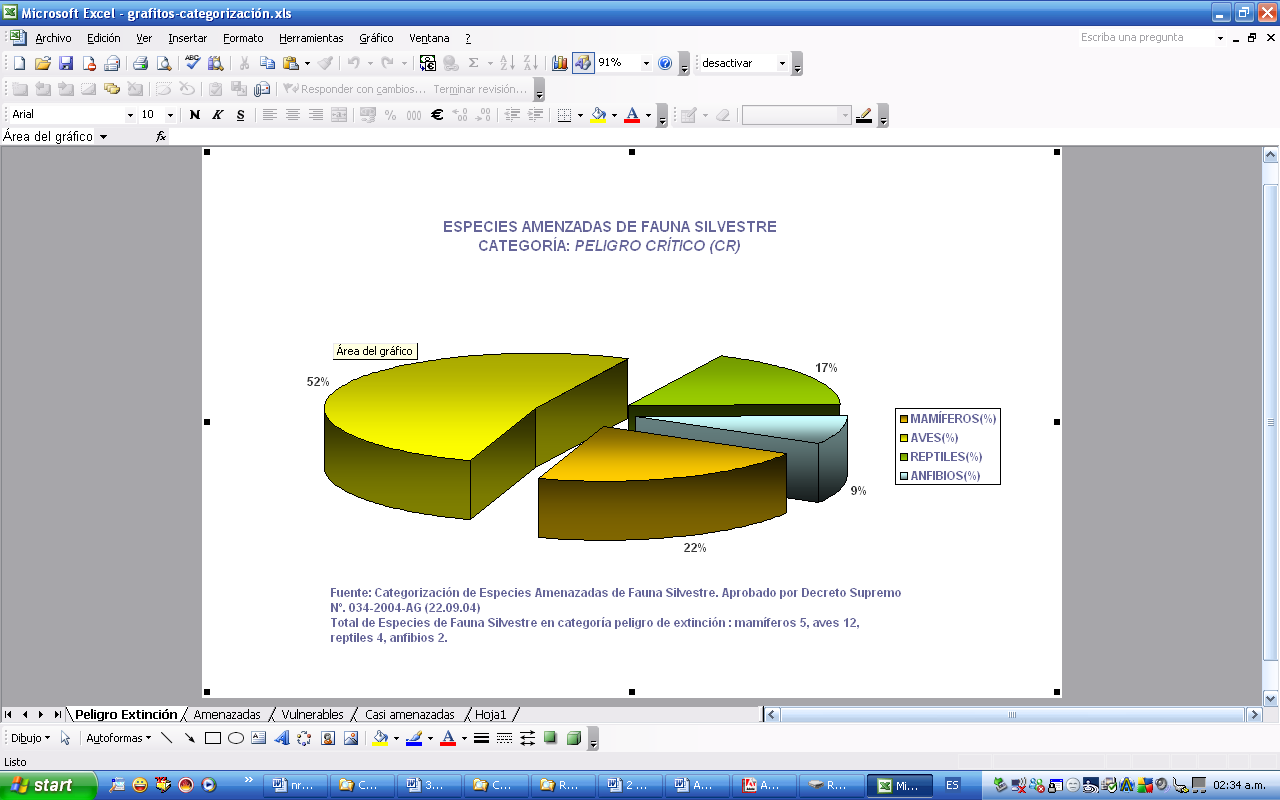 Microsoft Excel - grafitos-categorización.xls
Archivo Edición Ver Insertar Formato Herramientas Gráfico Ventana ?
Escriba una pregunta
91%
desactivar
Responder con cambios... Terminar revisión...
Arial 10 N K S €
Área del gráfico fx
ESPECIES AMENZADAS DE FAUNA SILVESTRE
CATEGORÍA: PELIGRO CRÍTICO (CR)
Área del gráfico
52%
17%
9%
22%
MAMÍFEROS(%)
AVES(%)
REPTILES(%)
ANFIBIOS(%)
Fuente: Categorización de Especies Amenazadas de Fauna Silvestre. Aprobado por Decreto Supremo
N°. 034-2004-AG (22.09.04)
Total de Especies de Fauna Silvestre en categoría peligro de extinción : mamíferos 5, aves 12,
reptiles 4, anfibios 2.
Peligro Extinción Amenazadas Vulnerables Casi amenazadas Hoja1
Dibujo Autoformas
Listo
start nr... C... 3... C... R... 2 ... A... A... R... Mi... ES 02:34 a.m.